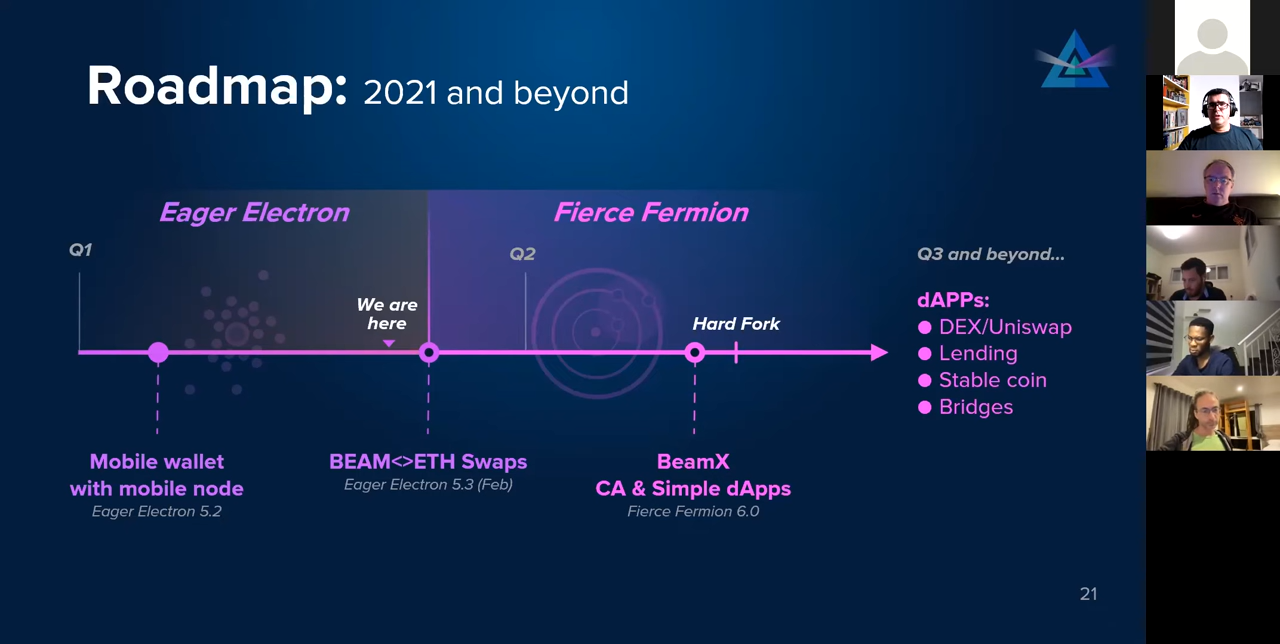 Roadmap: 2021 and beyond
Eager Electron
Fierce Fermion
Q1
Q2
Q3 and beyond...
We are
here
Hard Fork
dAPPs:
● DEX/Uniswap
● Lending
● Stable coin
● Bridges
Mobile wallet
with mobile node
Eager Electron 5.2
BEAM<>ETH Swaps
Eager Electron 5.3 (Feb)
BeamX
CA & Simple dApps
Fierce Fermion 6.0
21